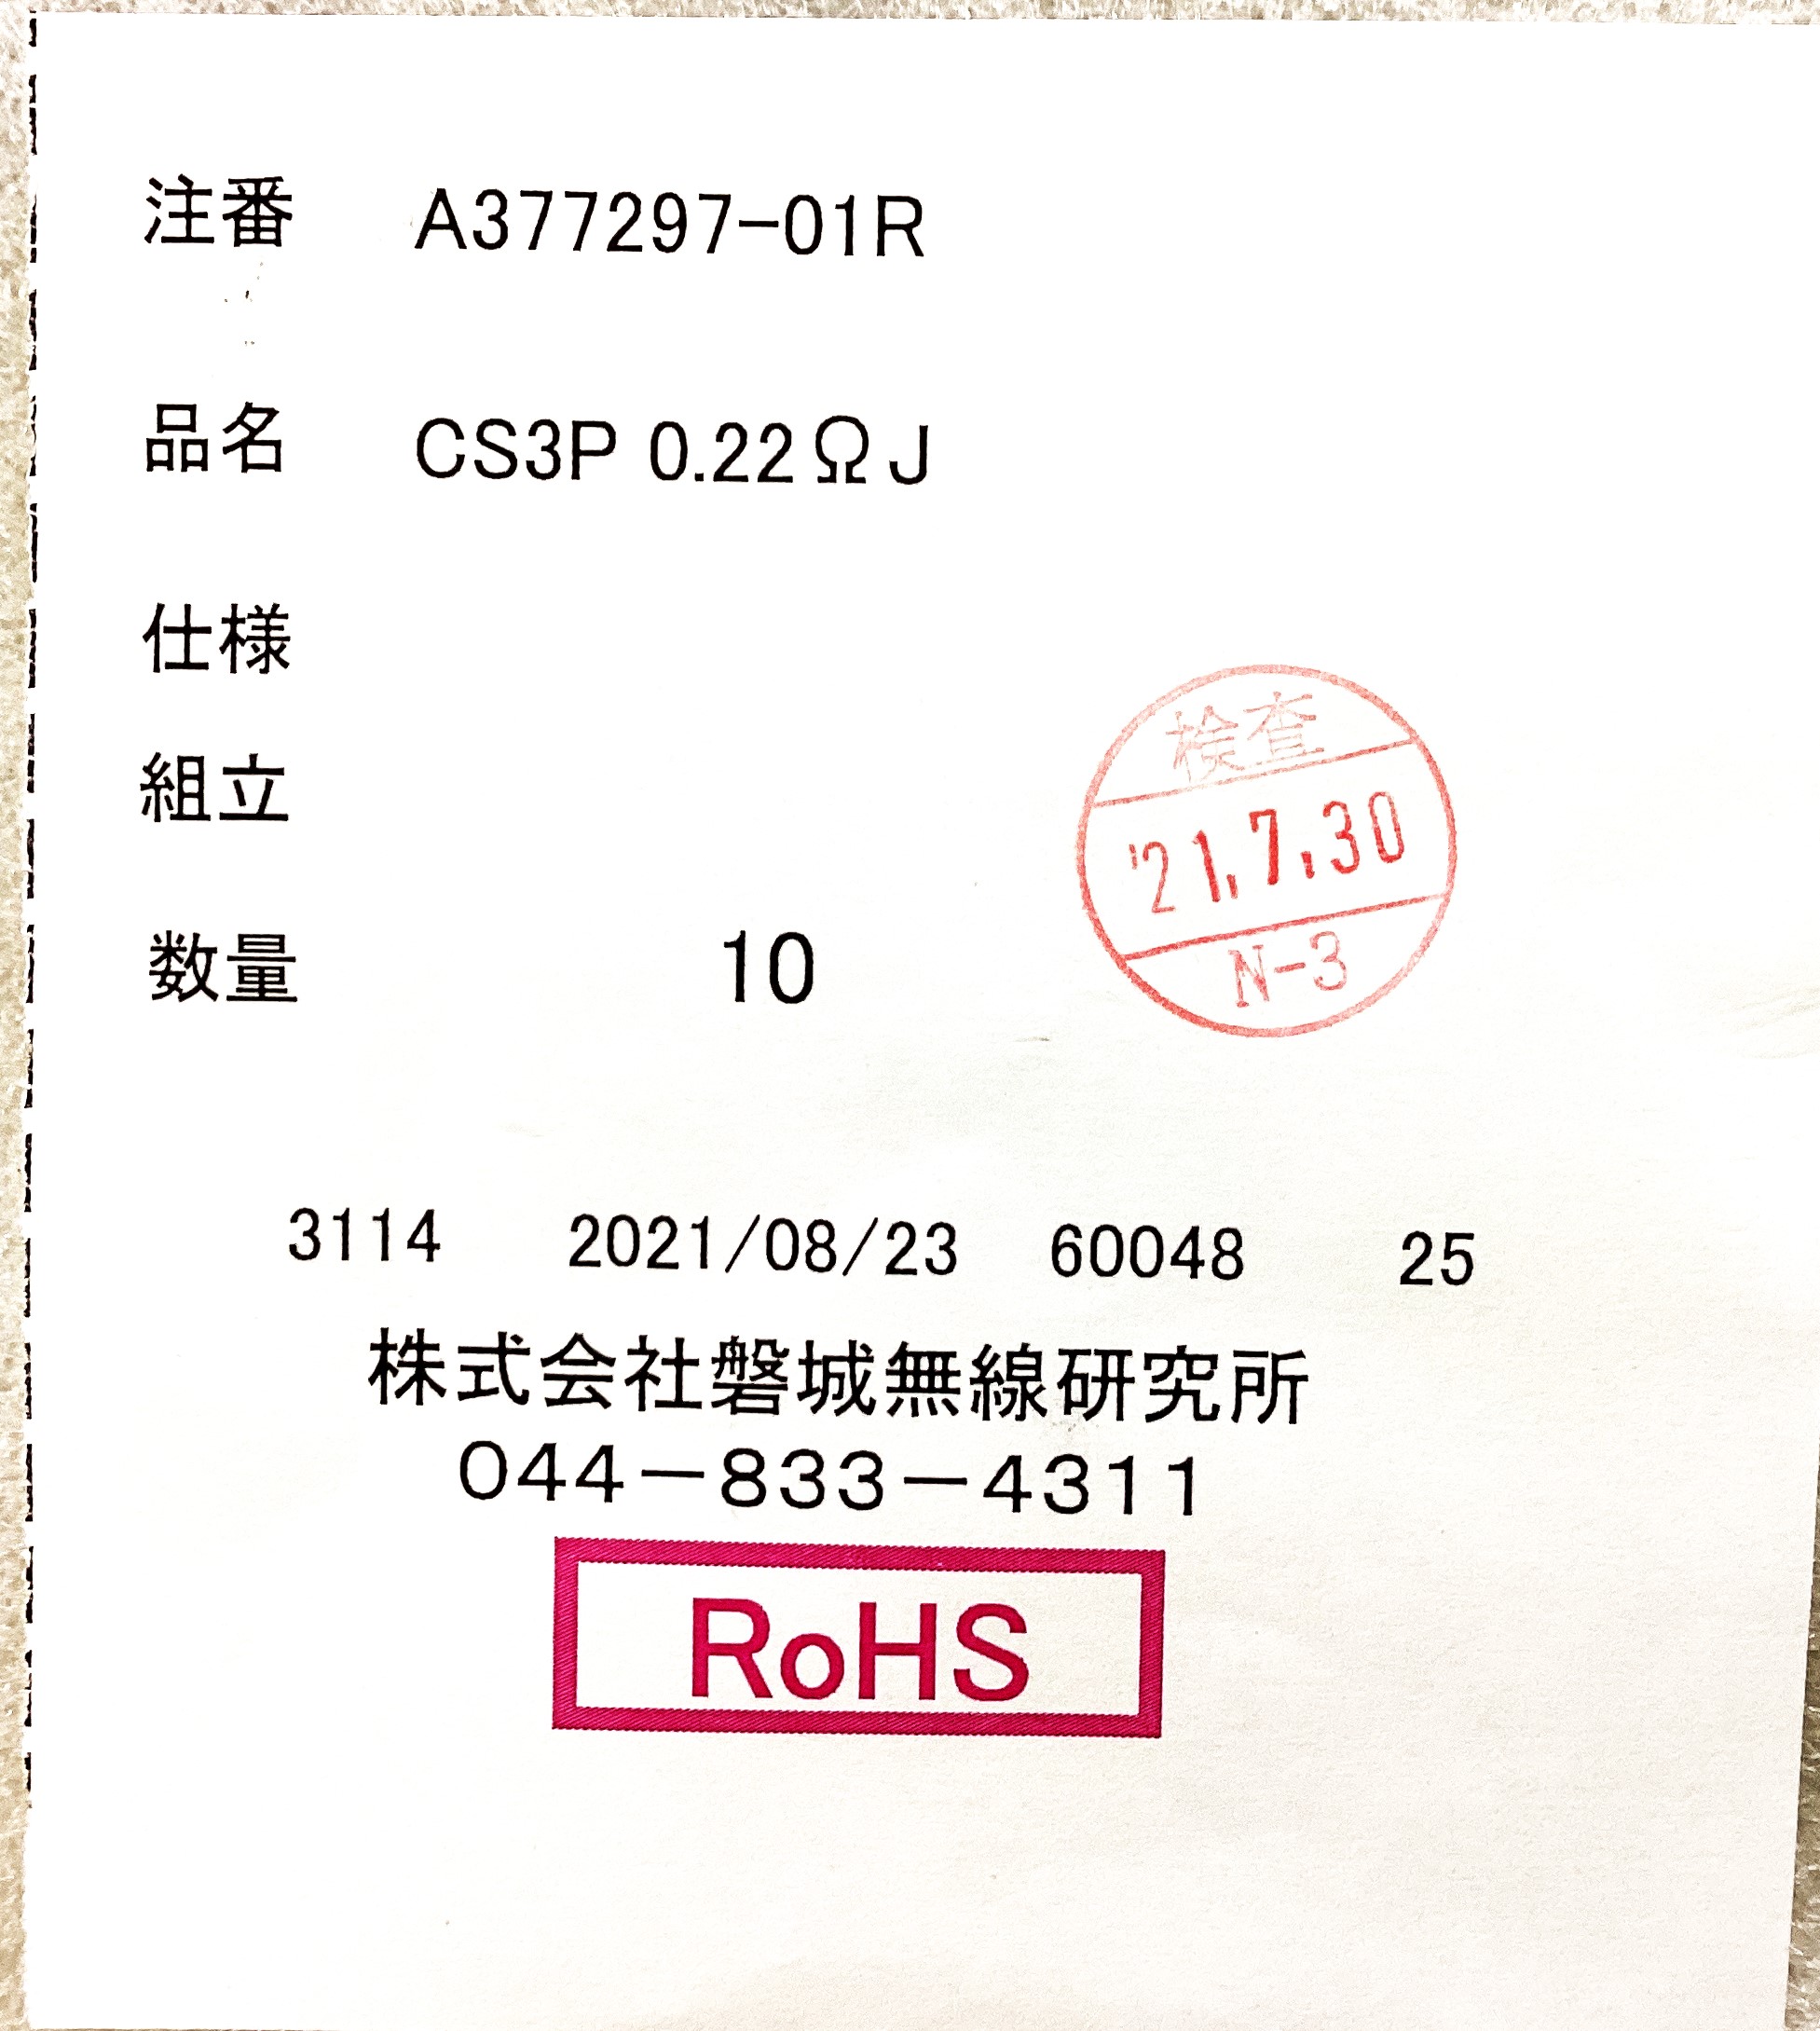 注番 A377297-01R
品名 CS3P 0.22ΩJ
仕様
組立
検査
'21.7.30
N-3
数量 10
3114 2021/08/23 60048 25
株式会社磐城無線研究所
044-833-4311
RoHS